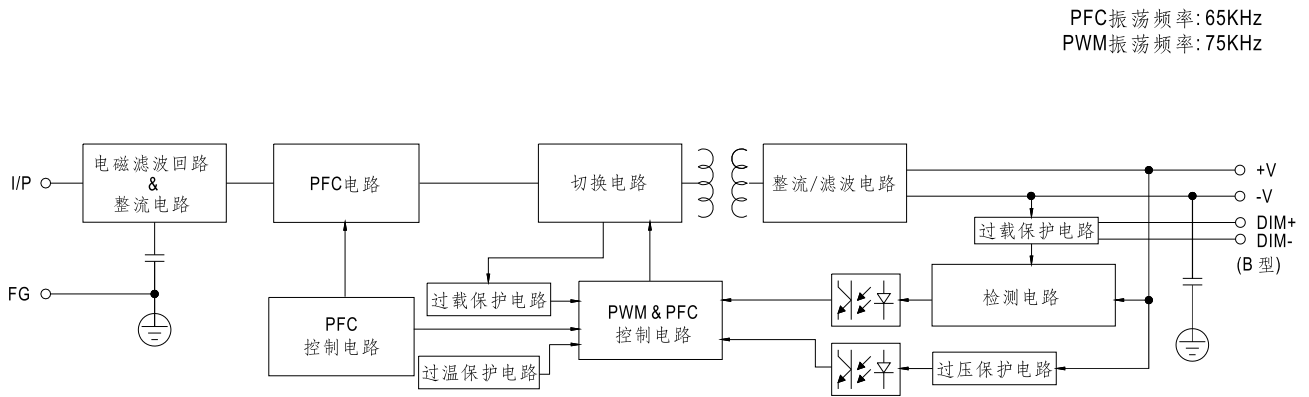 PFC振荡频率:65KHz
PWM振荡频率:75KHz
I/P
电磁滤波回路
&
整流电路
PFC电路
切换电路
整流/滤波电路
+V
-V
过载保护电路
DIM+
DIM-
(B 型)
FG
PFC
控制电路
过载保护电路
过温保护电路
PWM & PFC
控制电路
检测电路
过压保护电路